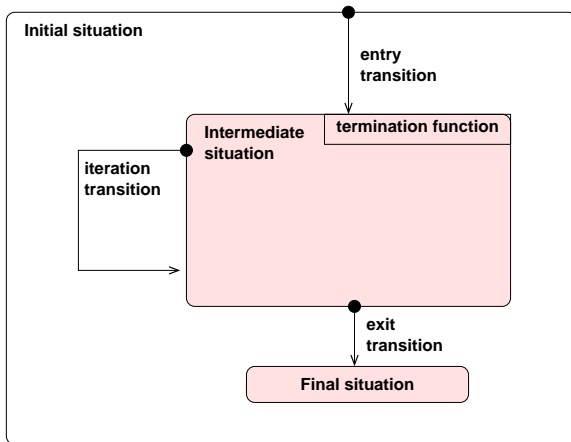 Initial situation
entry
transition
termination function
Intermediate
situation
iteration
transition
exit
transition
Final situation